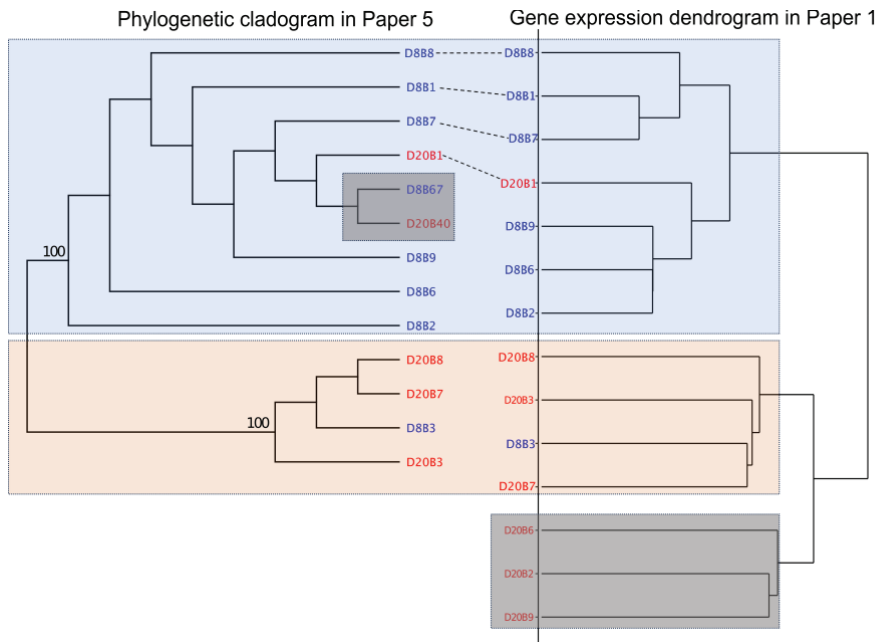 Phylogenetic cladogram in Paper 5
Gene expression dendrogram in Paper 1
D8B8
D8B1
D8B7
D20B1
D8B67
D20B40
D8B9
D8B6
D8B2
100
D20B8
D20B7
D8B3
D20B3
100
D8B8
D8B1
D8B7
D20B1
D8B9
D8B6
D8B2
D20B8
D20B3
D8B3
D20B7
D20B6
D20B2
D20B9